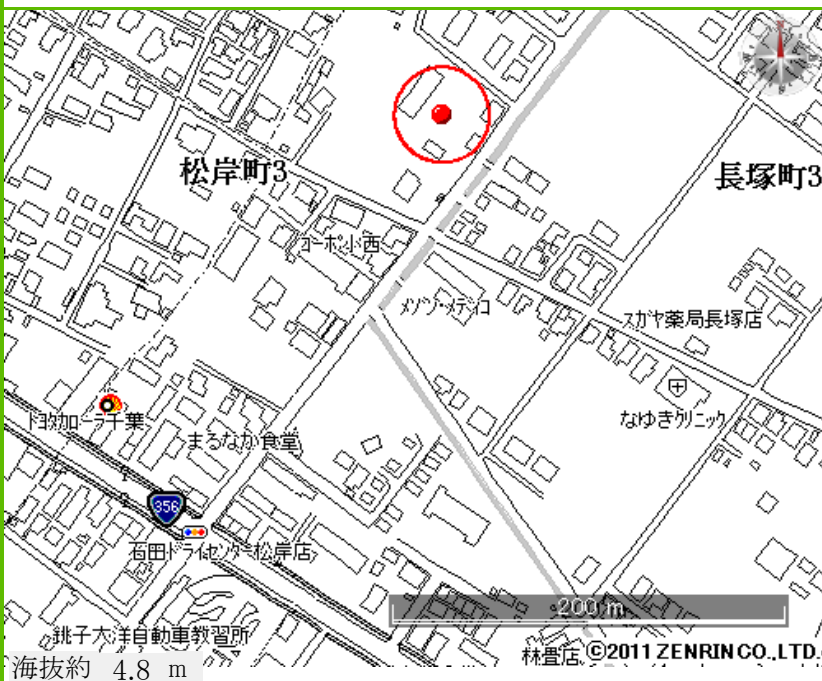 松岸町3
長塚町3
コーポ小西
メゾン・メデシコ
スガヤ薬局長塚店
トヨタカローラ千葉
なゆきクリニック
まるなか食堂
356
石田ドライセンター松岸店
200 m
銚子大洋自動車教習所
林畳店
©2011 ZENRIN CO.,LTD.
海抜約 4.8 m